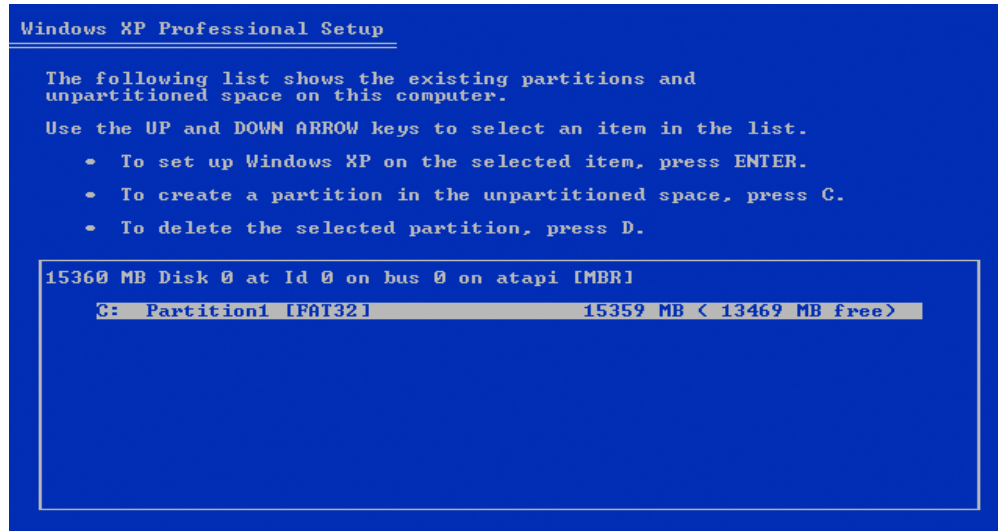 Windows XP Professional Setup
The following list shows the existing partitions and
unpartitioned space on this computer.
Use the UP and DOWN ARROW keys to select an item in the list.
• To set up Windows XP on the selected item, press ENTER.
• To create a partition in the unpartitioned space, press C.
• To delete the selected partition, press D.
15360 MB Disk 0 at Id 0 on bus 0 on atapi [MBR]
C: Partition1 [FAT32] 15359 MB ( 13469 MB free)